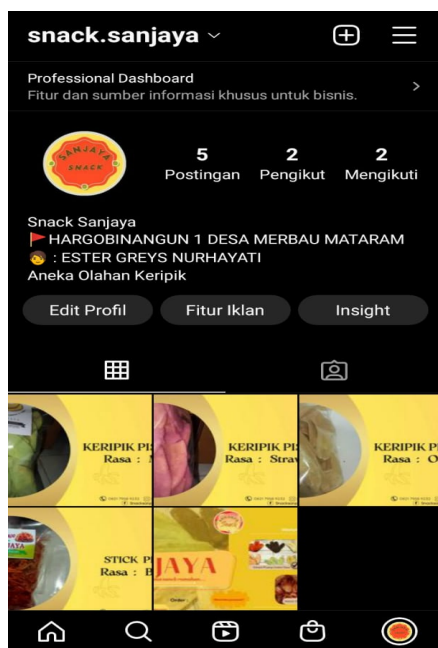 snack.sanjaya
Professional Dashboard
Fitur dan sumber informasi khusus untuk bisnis.
SANJAYA
SNACK
5
Postingan
2
Pengikut
2
Mengikuti
Snack Sanjaya
HARGOBINANGUN 1 DESA MERBAU MATARAM
: ESTER GREYS NURHAYATI
Aneka Olahan Keripik
Edit Profil
Fitur Iklan
Insight
KERIPIK PI
Rasa :
KERIPIK PI
Rasa : Stra
KERIPIK P
Rasa : O
STICK P
Rasa : B
JAYA